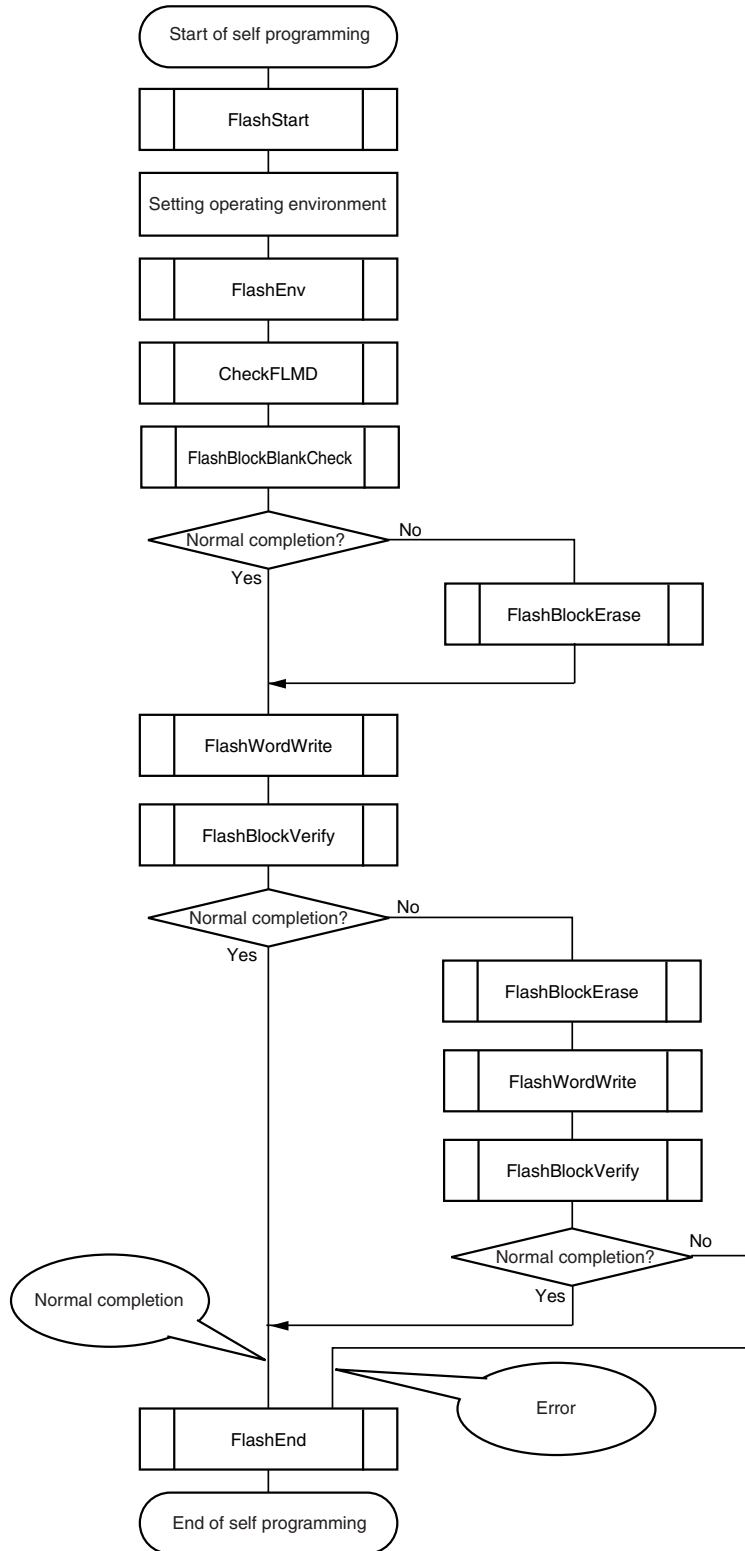 Start of self programming
FlashStart
Setting operating environment
FlashEnv
CheckFLMD
FlashBlockBlankCheck
Normal completion?
No
Yes
FlashBlockErase
FlashWordWrite
FlashBlockVerify
Normal completion?
No
Yes
FlashBlockErase
FlashWordWrite
FlashBlockVerify
Normal completion?
No
Yes
Normal completion
Error
FlashEnd
End of self programming